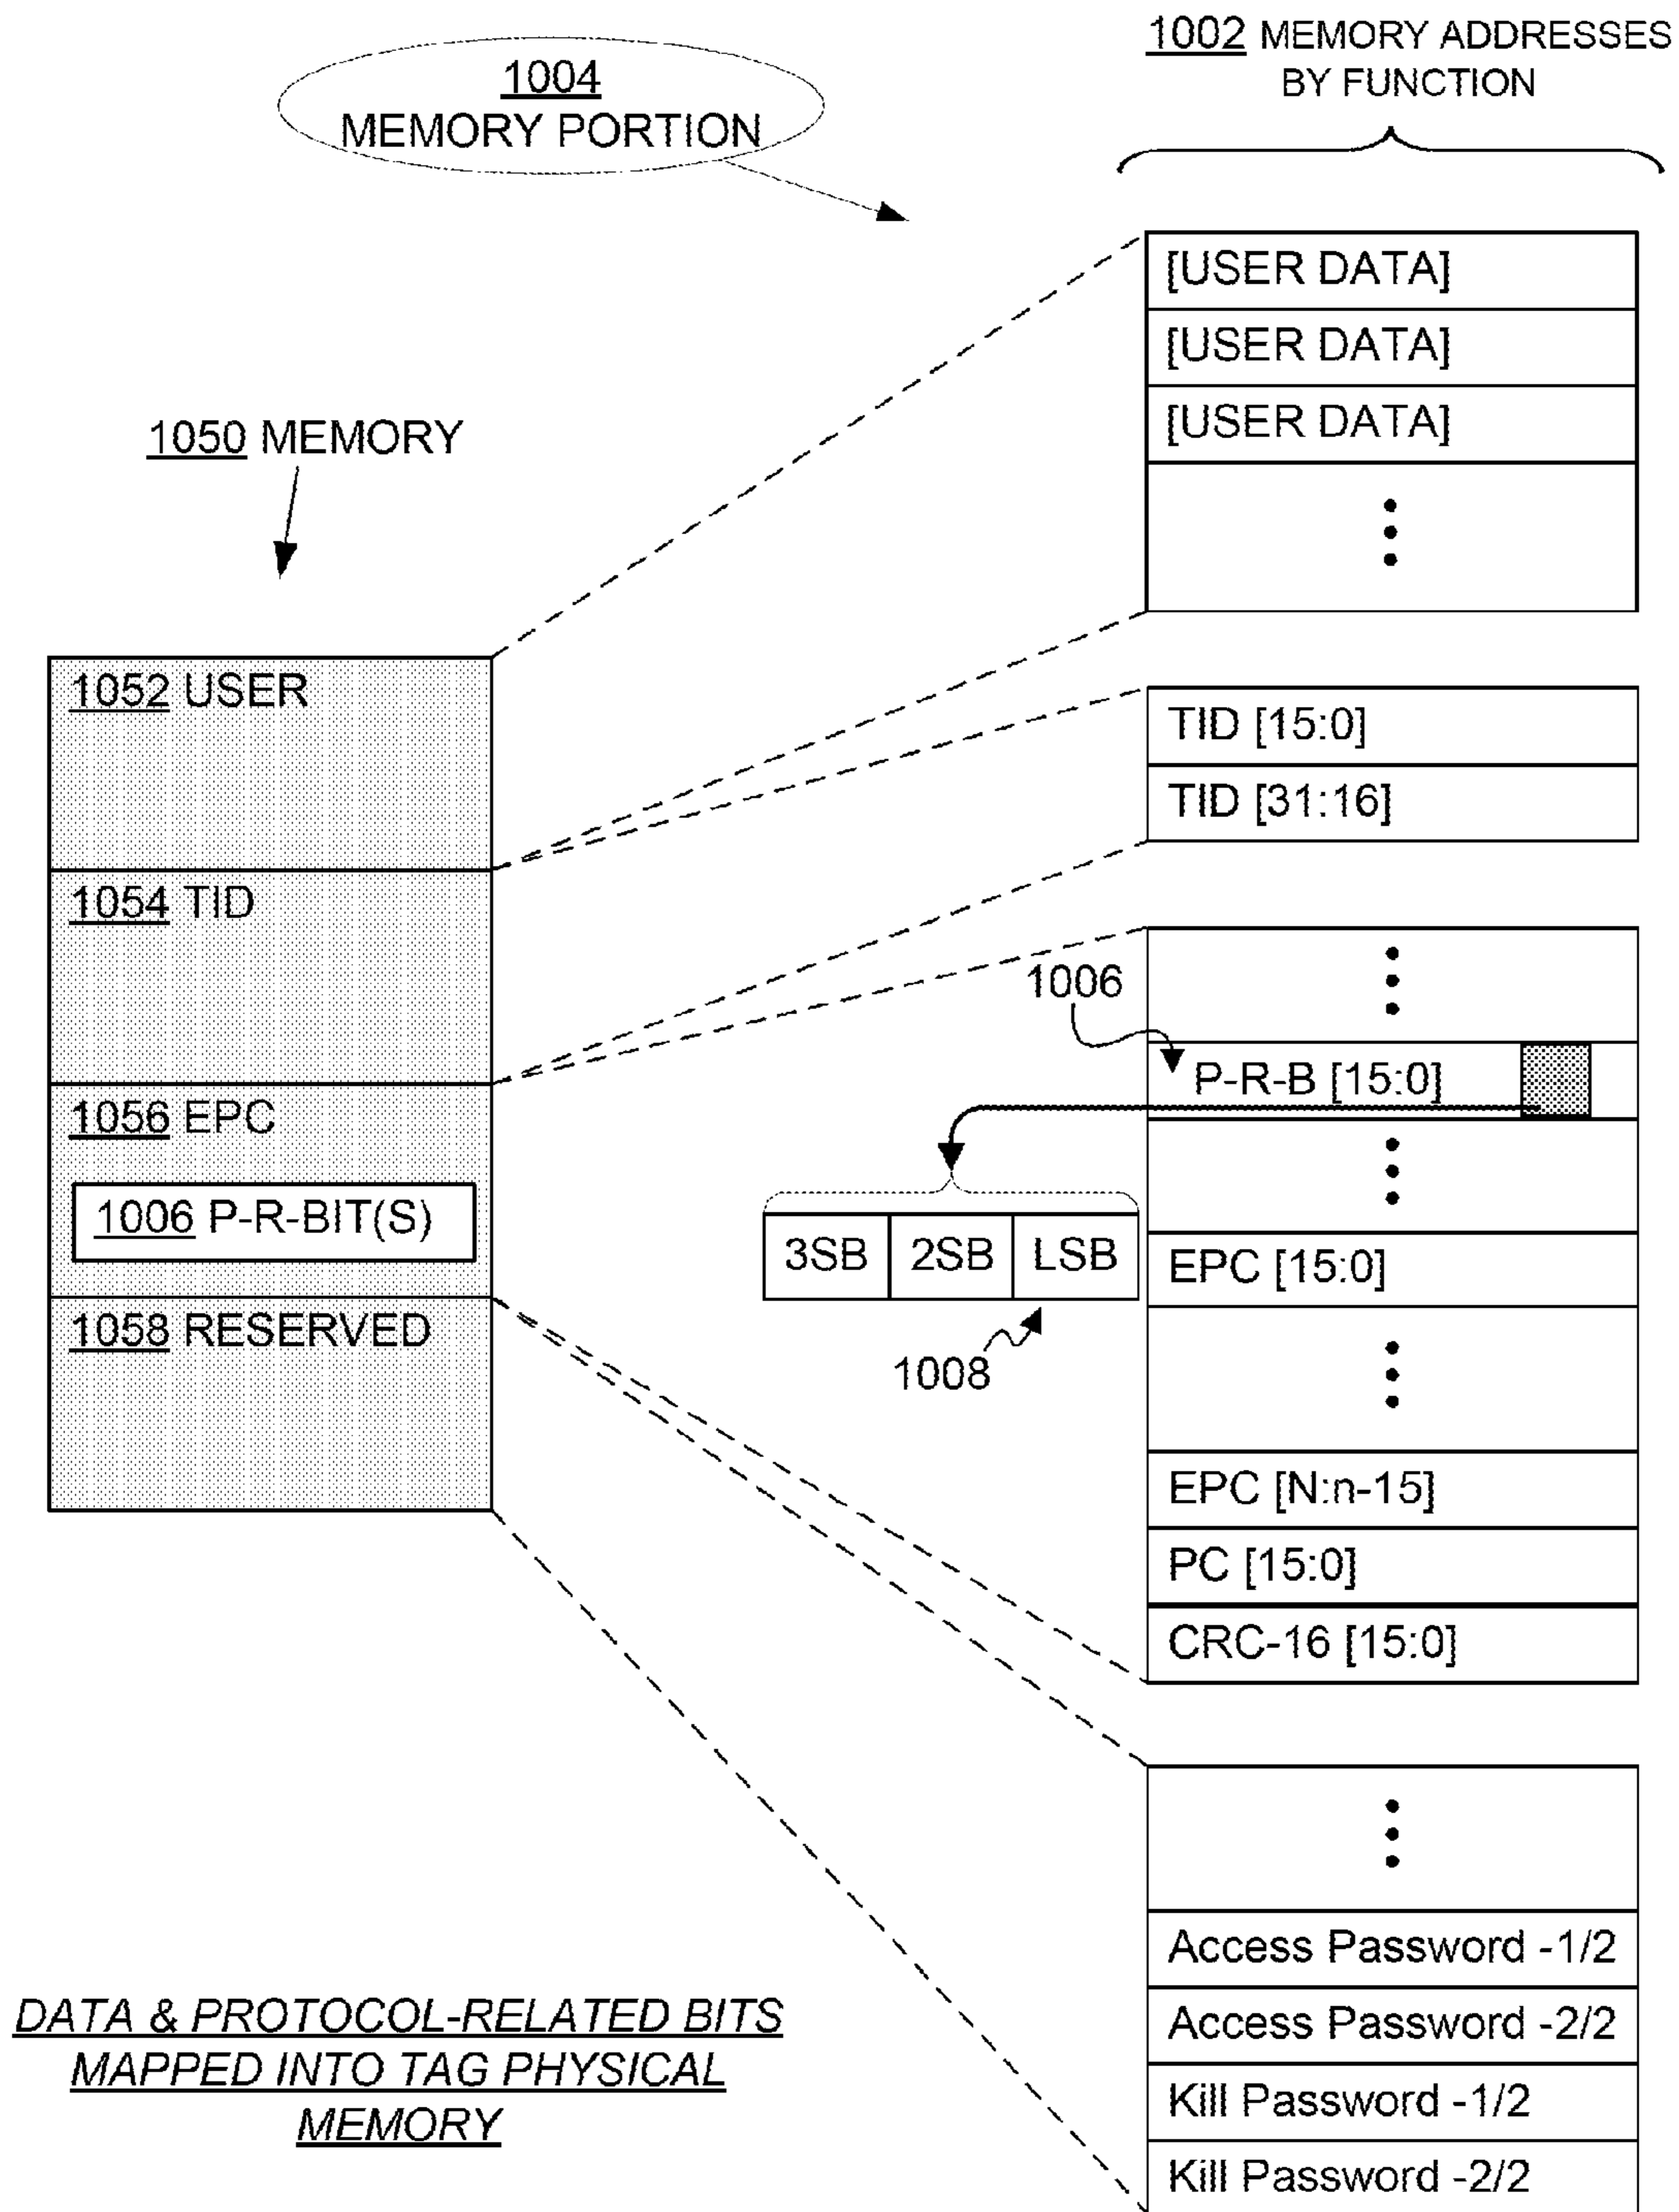 1002 MEMORY ADDRESSES
BY FUNCTION
1004
MEMORY PORTION
[USER DATA]
[USER DATA]
[USER DATA]
1050 MEMORY
1052 USER
TID [15:0]
TID [31:16]
1054 TID
1006
P-R-B [15:0]
1056 EPC
1006 P-R-BIT(S)
3SB 2SB LSB
EPC [15:0]
1058 RESERVED
1008
EPC [N:n-15]
PC [15:0]
CRC-16 [15:0]
Access Password -1/2
Access Password -2/2
Kill Password -1/2
Kill Password -2/2
DATA & PROTOCOL-RELATED BITS
MAPPED INTO TAG PHYSICAL
MEMORY